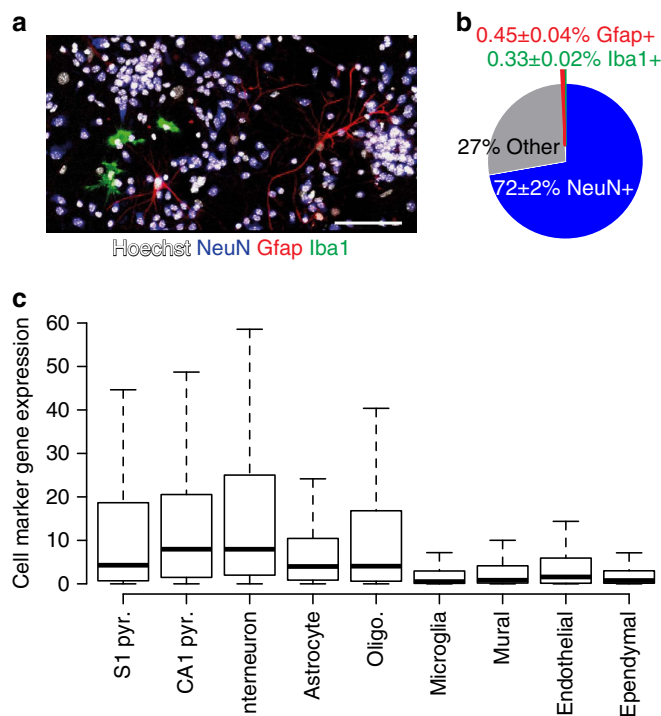 a
b
0.45±0.04% Gfap+
0.33±0.02% Iba1+
27% Other
72±2% NeuN+
Hoechst NeuN Gfap Iba1
c
Cell marker gene expression
60
50
40
30
20
10
0
S1 pyr.
CA1 pyr.
nterneuron
Astrocyte
Oligo.
Microglia
Mural
Endothelial
Ependymal